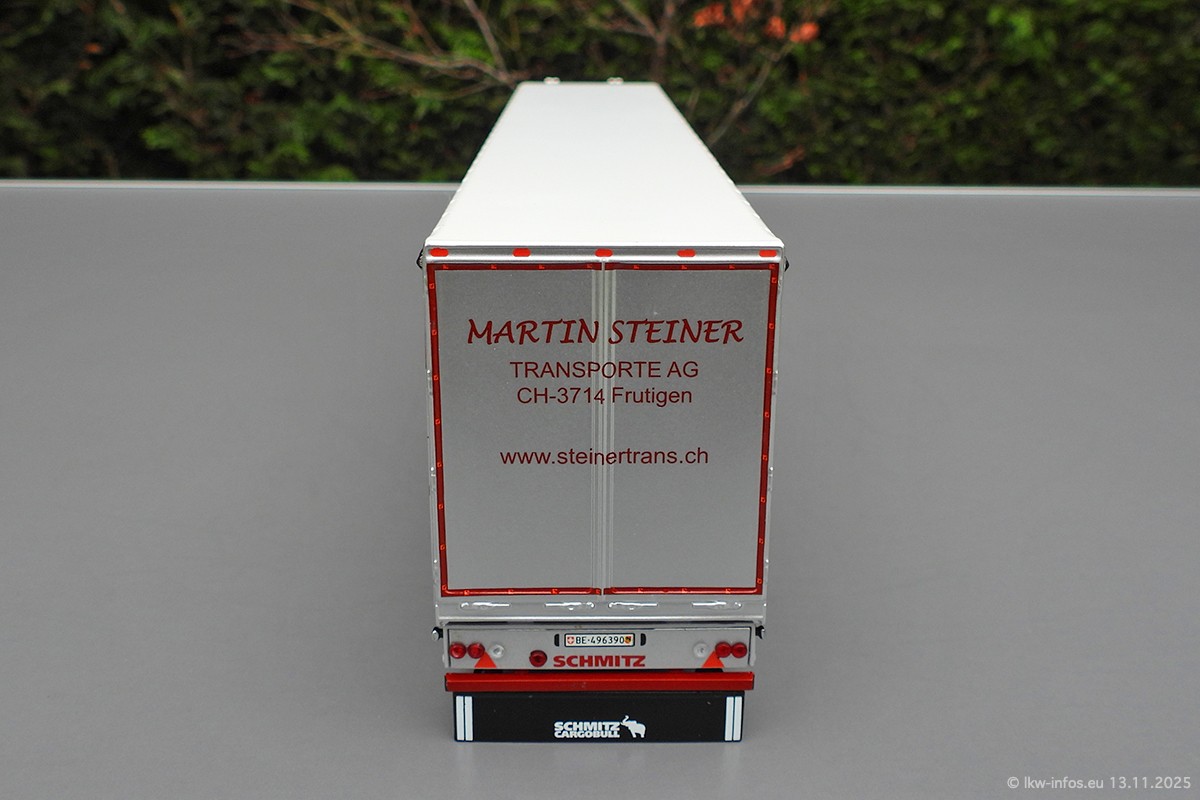 MARTIN STEINER
TRANSPORTE AG
CH-3714 Frutigen
www.steinertrans.ch
BE·496390
SCHMITZ
SCHMITZ
CARGOBULL
© lkw-infos.eu 13.11.2025